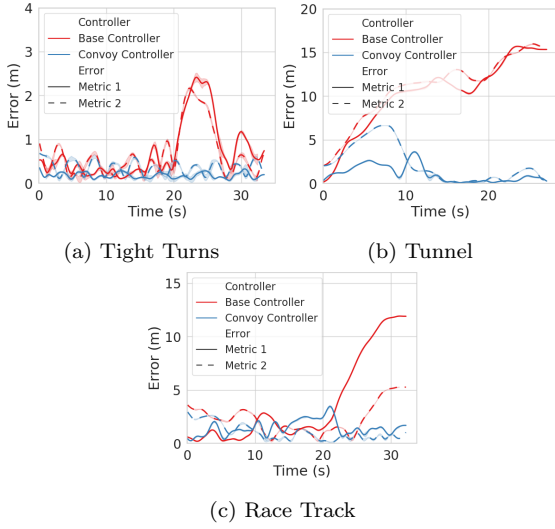 4
3
2
1
0
Error (m)
Controller
Base Controller
Convoy Controller
Error
Metric 1
Metric 2
0 10 20 30
Time (s)
(a) Tight Turns
20
15
10
5
0
Error (m)
Controller
Base Controller
Convoy Controller
Error
Metric 1
Metric 2
0 10 20
Time (s)
(b) Tunnel
15
10
5
0
Error (m)
Controller
Base Controller
Convoy Controller
Error
Metric 1
Metric 2
0 10 20 30
Time (s)
(c) Race Track